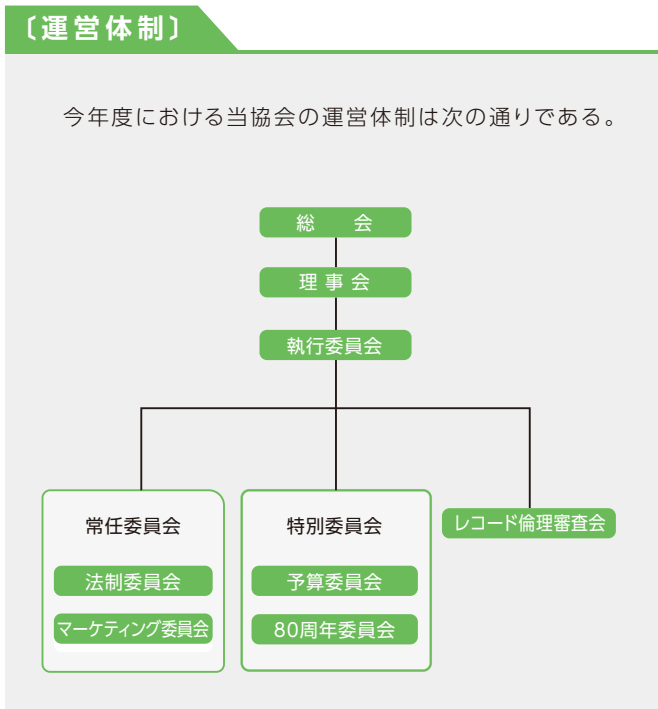 〔運営体制〕
今年度における当協会の運営体制は次の通りである。
総　会
理事会
執行委員会
常任委員会
法制委員会
マーケティング委員会
特別委員会
予算委員会
80周年委員会
レコード倫理審査会